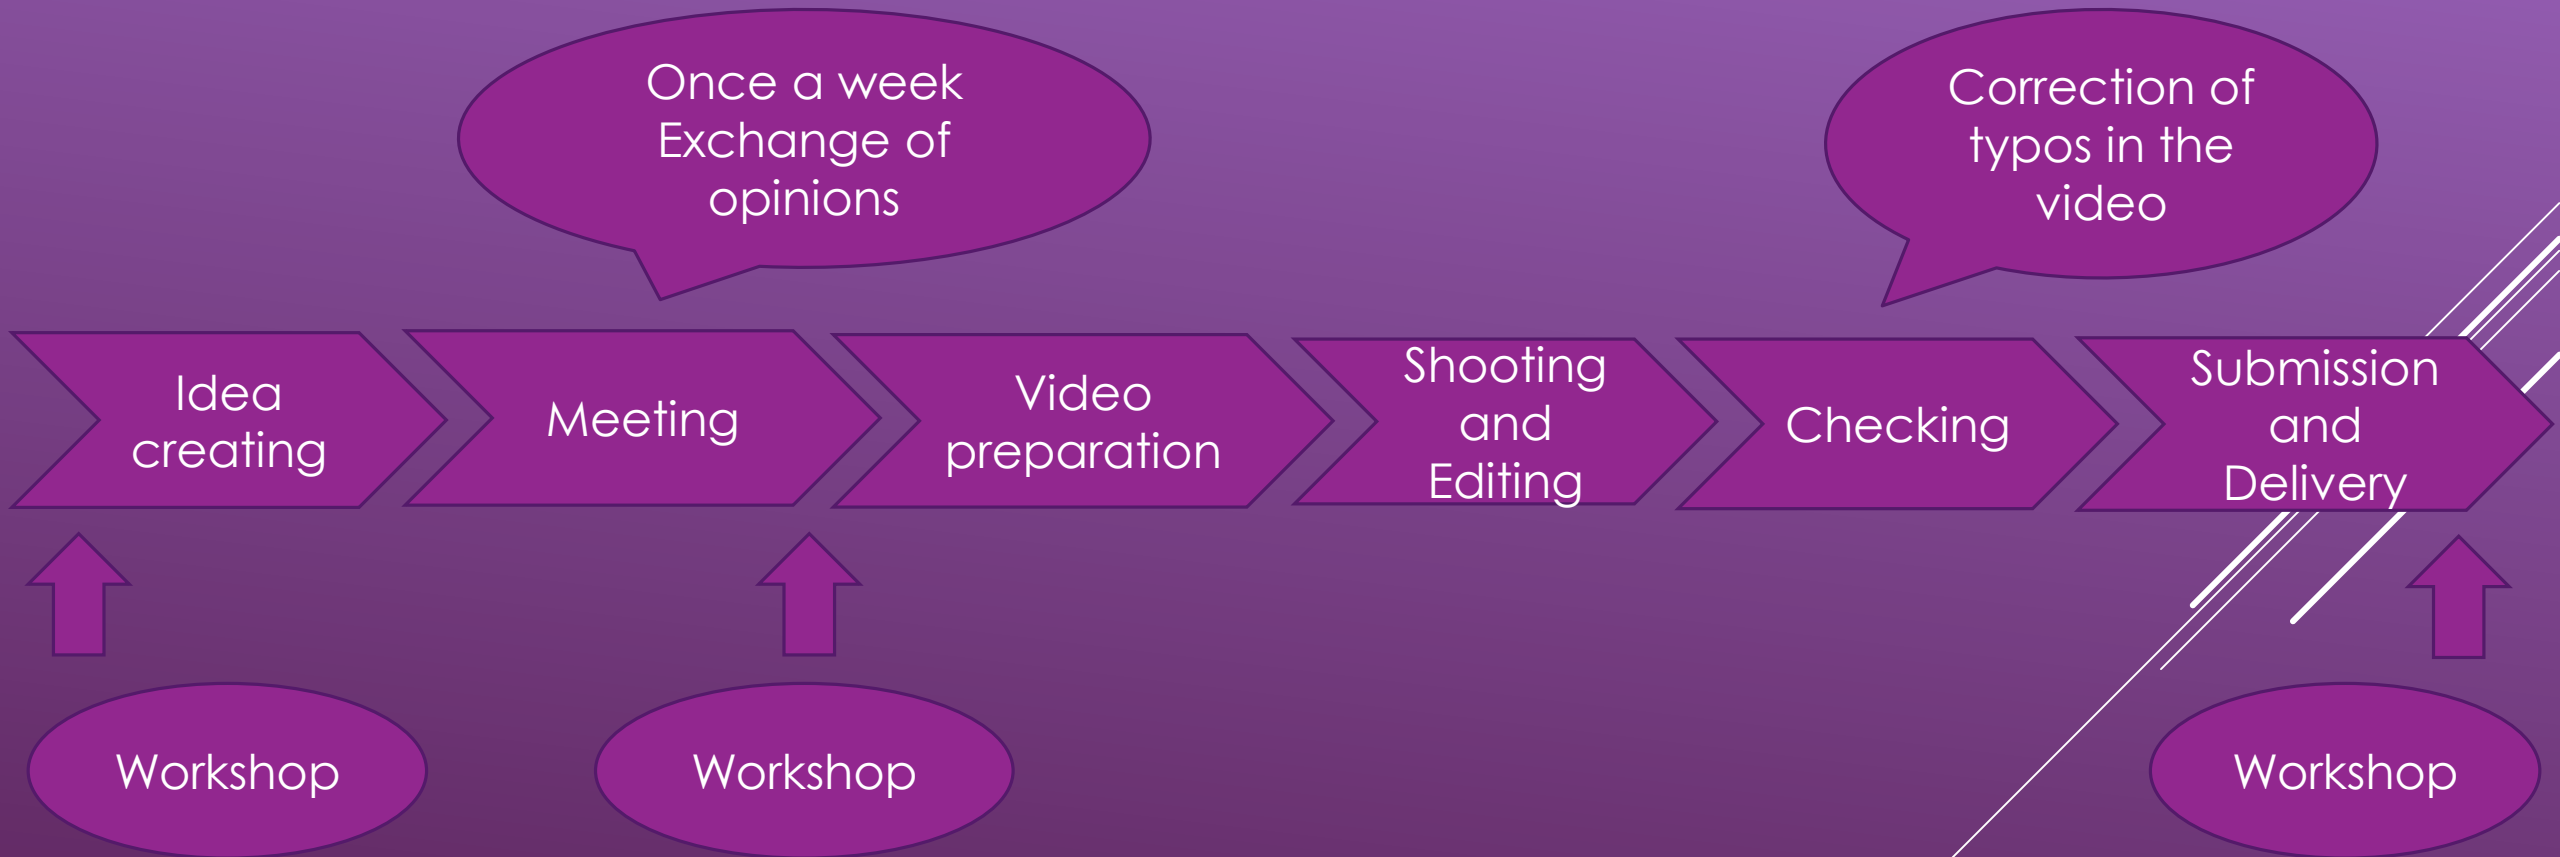 Once a week
Exchange of
opinions
Correction of
typos in the
video
Idea
creating
Meeting
Video
preparation
Shooting
and
Editing
Checking
Submission
and
Delivery
Workshop
Workshop
Workshop